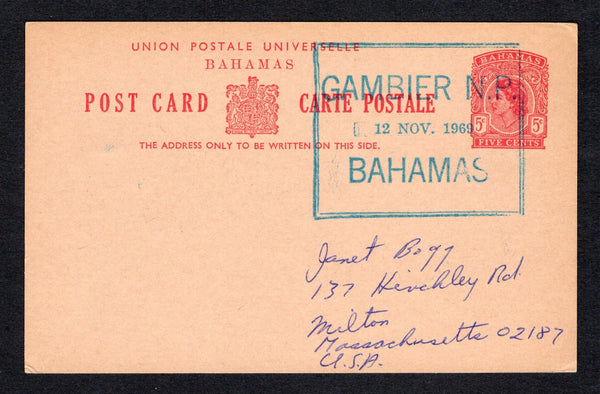 UNION POSTALE UNIVERSELLE
BAHAMAS
POST CARD CARTE POSTALE
THE ADDRESS ONLY TO BE WRITTEN ON THIS SIDE.
BAHAMAS
5c 5c
FIVE CENTS
GAMBIER N.P.
12 NOV. 1969
BAHAMAS
Janet Bogg
137 Hinckley Rd.
Milton
Massachusetts 02187
U.S.A.